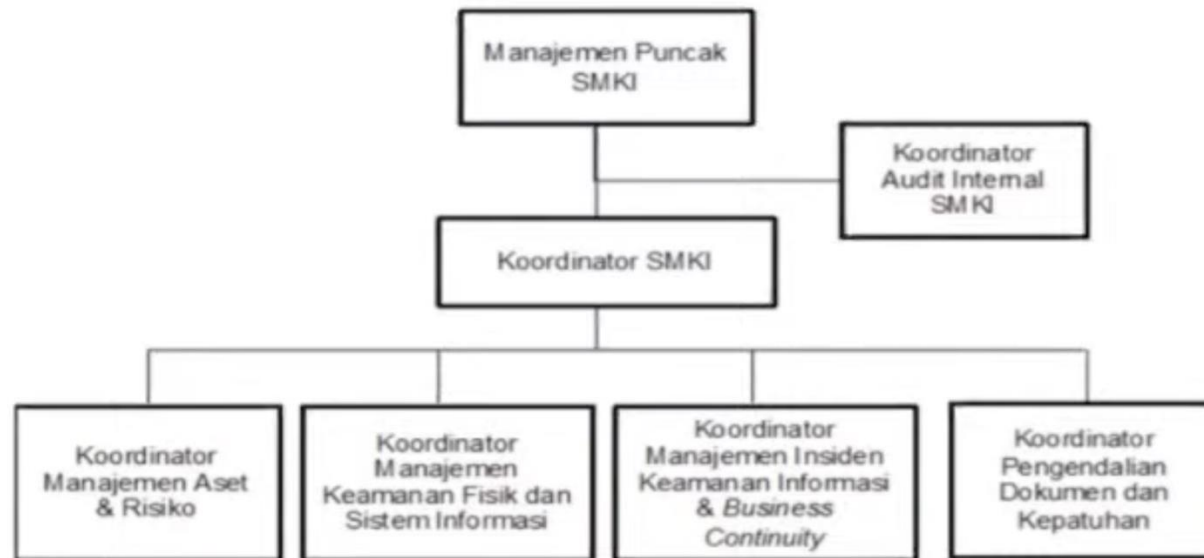 Manajemen Puncak
SMKI
Koordinator
Audit Internal
SMKI
Koordinator SMKI
Koordinator
Manajemen Aset
& Risiko
Koordinator
Manajemen
Keamanan Fisik dan
Sistem Informasi
Koordinator
Manajemen Insiden
Keamanan Informasi
& Business
Continuity
Koordinator
Pengendalian
Dokumen dan
Kepatuhan